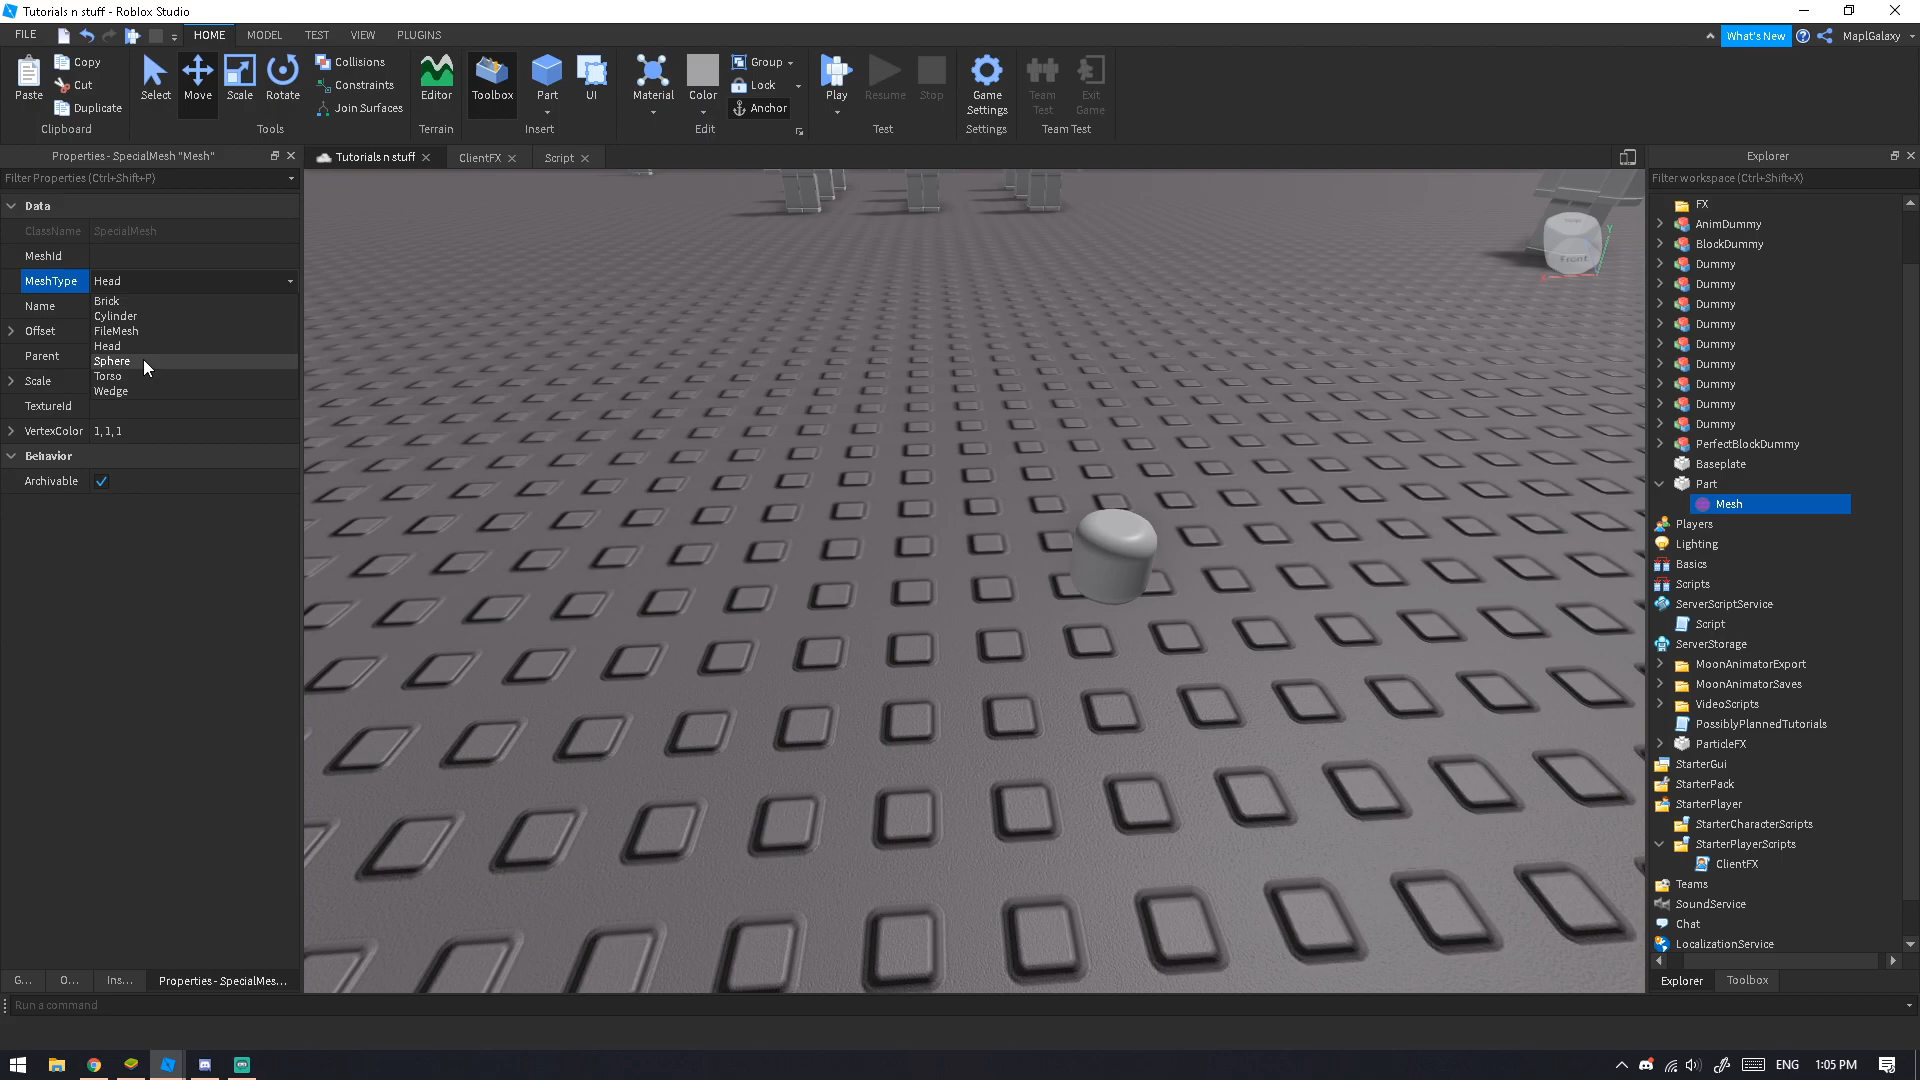 Tutorials n stuff - Roblox Studio
FILE HOME MODEL TEST VIEW PLUGINS What's New MaplGalaxy
Paste Copy Cut Duplicate Clipboard
Select Move Scale Rotate Collisions Constraints Join Surfaces Tools
Editor Terrain
Toolbox Part UI Insert
Material Color Group Lock Anchor Edit
Play Resume Stop Test
Game Settings Settings
Team Test Exit Game Team Test
Properties - SpecialMesh "Mesh"
Tutorials n stuff ClientFX Script
Explorer
Filter Properties (Ctrl+Shift+P)
Filter workspace (Ctrl+Shift+X)
Data
ClassName SpecialMesh
MeshId
MeshType Head
Brick
Name
Cylinder
Offset
FileMesh
Head
Parent
Sphere
Torso
Scale
Wedge
TextureId
VertexColor 1, 1, 1
Behavior
Archivable
Front
Y
FX
AnimDummy
BlockDummy
Dummy
Dummy
Dummy
Dummy
Dummy
Dummy
Dummy
Dummy
Dummy
PerfectBlockDummy
Baseplate
Part
Mesh
Players
Lighting
Basics
Scripts
ServerScriptService
Script
ServerStorage
MoonAnimatorExport
MoonAnimatorSaves
VideoScripts
PossiblyPlannedTutorials
ParticleFX
StarterGui
StarterPack
StarterPlayer
StarterCharacterScripts
StarterPlayerScripts
ClientFX
Teams
SoundService
Chat
LocalizationService
G... O... Ins... Properties - SpecialMes...
Explorer Toolbox
Run a command
ENG 1:05 PM